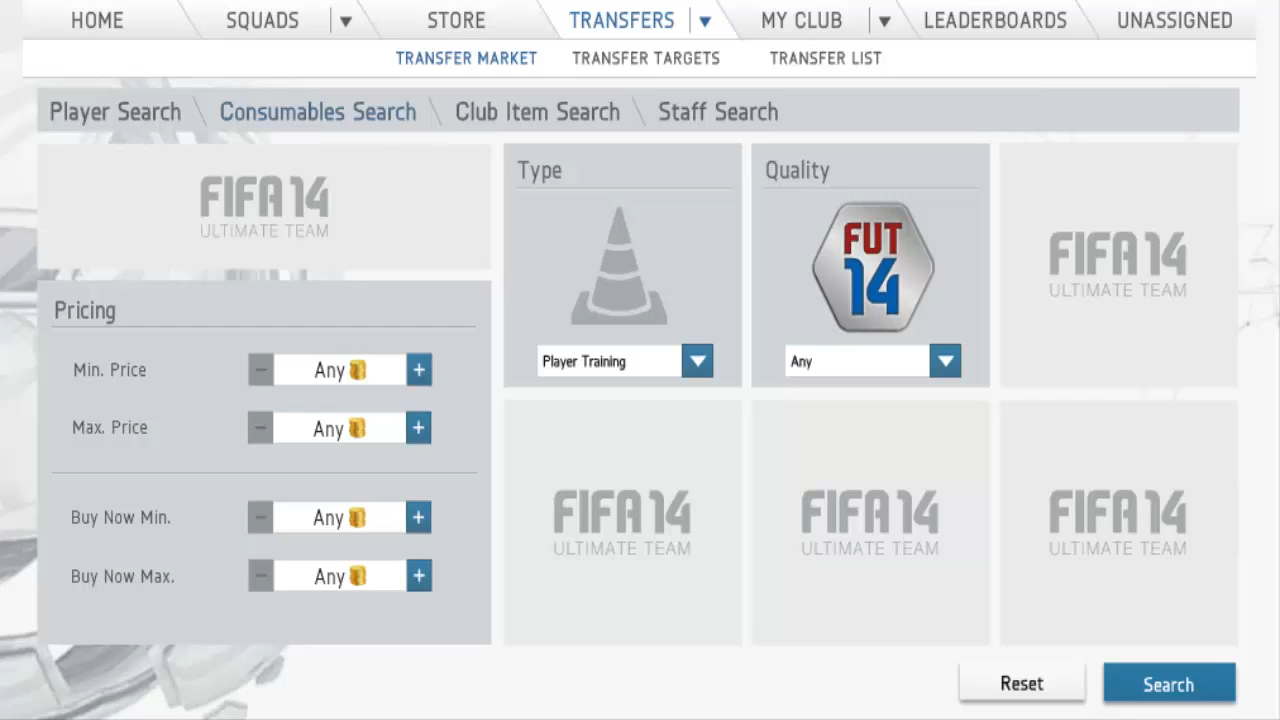 HOME SQUADS STORE TRANSFERS MY CLUB LEADERBOARDS UNASSIGNED
TRANSFER MARKET TRANSFER TARGETS TRANSFER LIST
Player Search Consumables Search Club Item Search Staff Search
FIFA 14
ULTIMATE TEAM
Type
Player Training
Quality
FUT
14
Any
FIFA 14
ULTIMATE TEAM
Pricing
Min. Price − Any +
Max. Price − Any +
Buy Now Min. − Any +
Buy Now Max. − Any +
FIFA 14
ULTIMATE TEAM
FIFA 14
ULTIMATE TEAM
FIFA 14
ULTIMATE TEAM
Reset Search